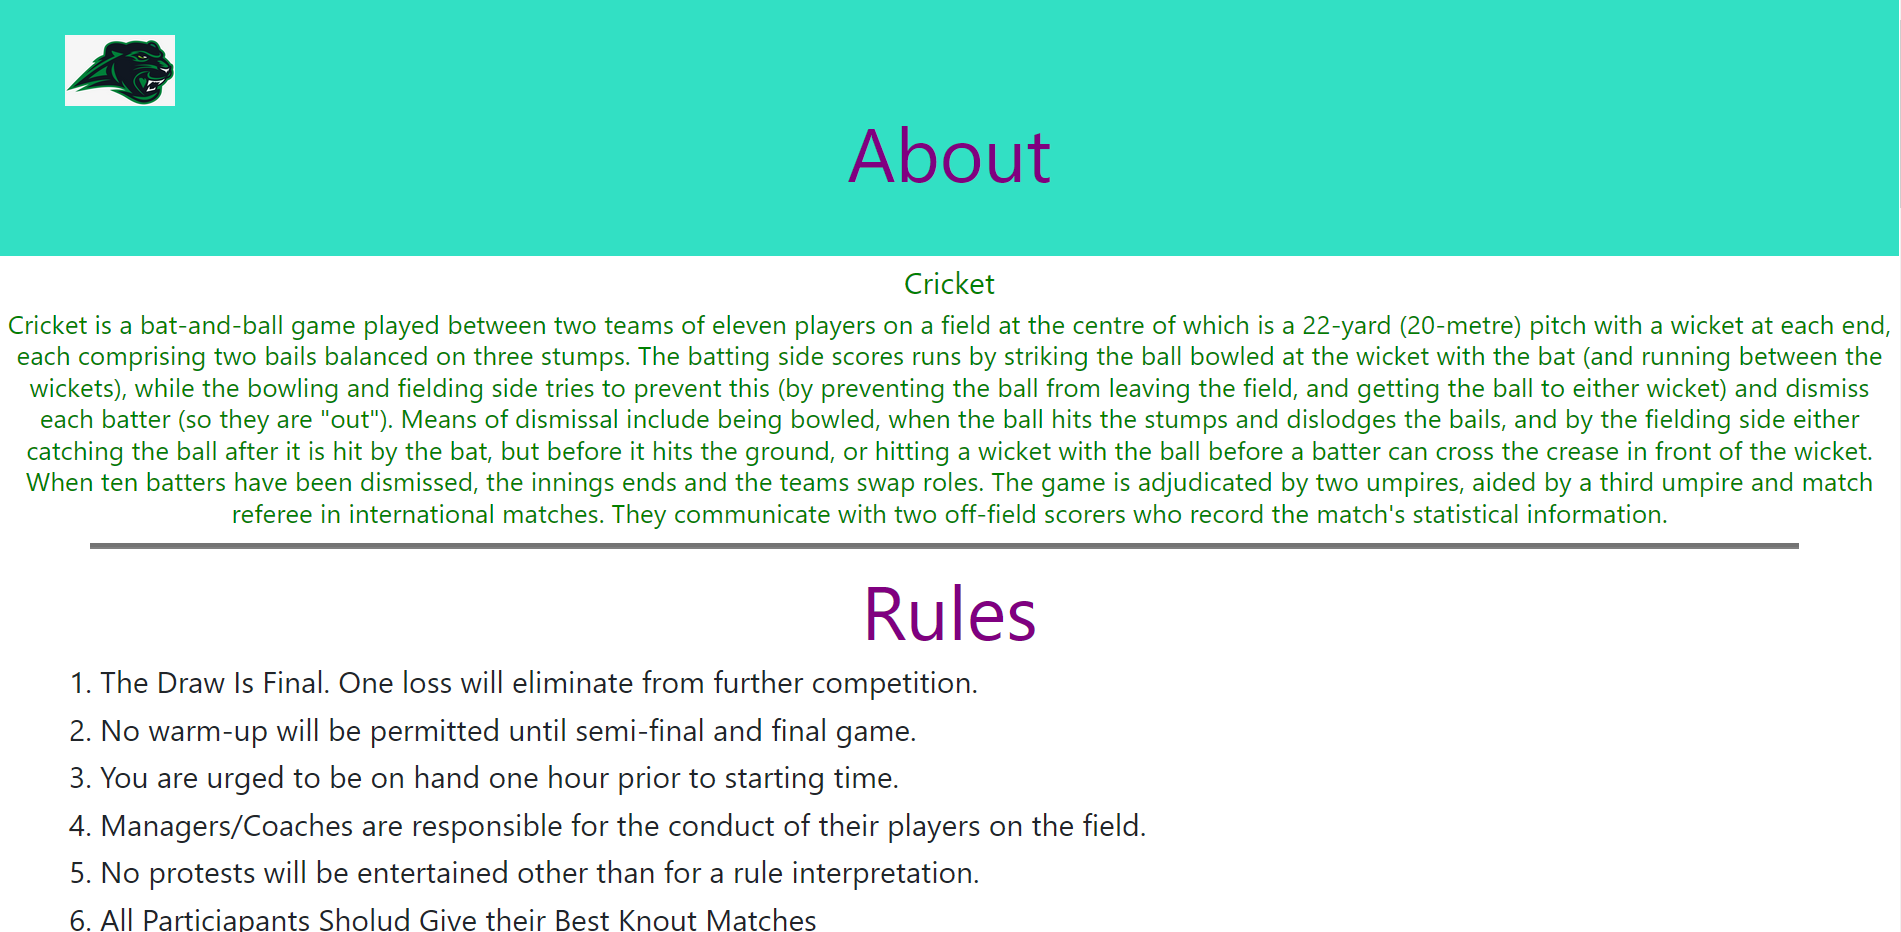 About
Cricket
Cricket is a bat-and-ball game played between two teams of eleven players on a field at the centre of which is a 22-yard (20-metre) pitch with a wicket at each end,
each comprising two bails balanced on three stumps. The batting side scores runs by striking the ball bowled at the wicket with the bat (and running between the
wickets), while the bowling and fielding side tries to prevent this (by preventing the ball from leaving the field, and getting the ball to either wicket) and dismiss
each batter (so they are "out"). Means of dismissal include being bowled, when the ball hits the stumps and dislodges the bails, and by the fielding side either
catching the ball after it is hit by the bat, but before it hits the ground, or hitting a wicket with the ball before a batter can cross the crease in front of the wicket.
When ten batters have been dismissed, the innings ends and the teams swap roles. The game is adjudicated by two umpires, aided by a third umpire and match
referee in international matches. They communicate with two off-field scorers who record the match's statistical information.
Rules
1. The Draw Is Final. One loss will eliminate from further competition.
2. No warm-up will be permitted until semi-final and final game.
3. You are urged to be on hand one hour prior to starting time.
4. Managers/Coaches are responsible for the conduct of their players on the field.
5. No protests will be entertained other than for a rule interpretation.
6. All Particiapants Sholud Give their Best Knout Matches